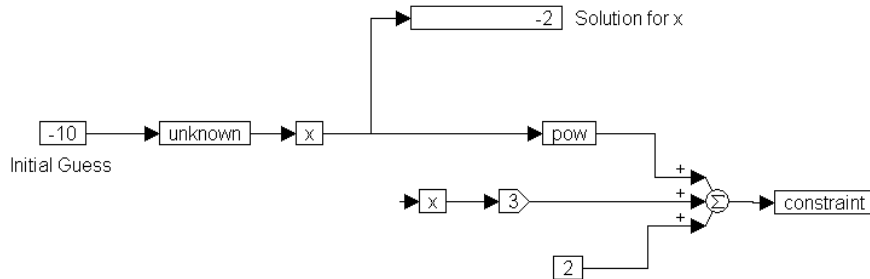 -2 Solution for x
-10 unknown x pow
Initial Guess
+
x 3 + Σ constraint
+
2